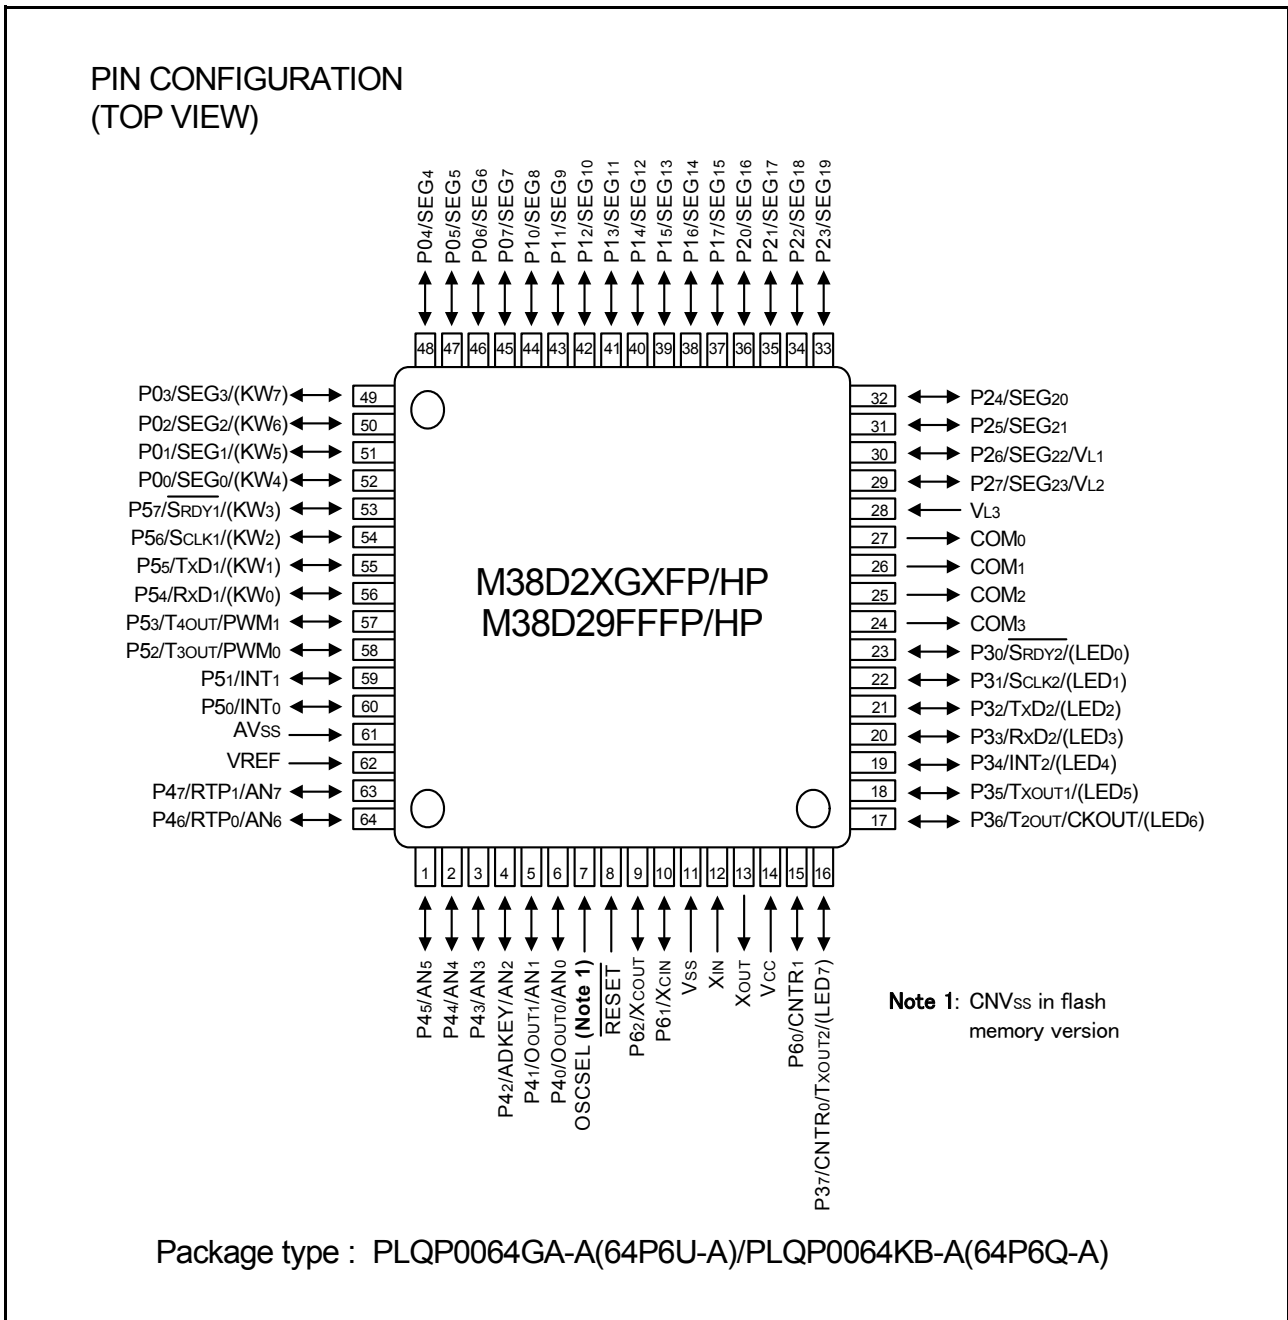 PIN CONFIGURATION
(TOP VIEW)
P04/SEG4
P05/SEG5
P06/SEG6
P07/SEG7
P10/SEG8
P11/SEG9
P12/SEG10
P13/SEG11
P14/SEG12
P15/SEG13
P16/SEG14
P17/SEG15
P20/SEG16
P21/SEG17
P22/SEG18
P23/SEG19
48 47 46 45 44 43 42 41 40 39 38 37 36 35 34 33
P03/SEG3/(KW7) 49
P02/SEG2/(KW6) 50
P01/SEG1/(KW5) 51
P00/SEG0/(KW4) 52
P57/SRDY1/(KW3) 53
P56/SCLK1/(KW2) 54
P55/TXD1/(KW1) 55
P54/RXD1/(KW0) 56
P53/T4OUT/PWM1 57
P52/T3OUT/PWM0 58
P51/INT1 59
P50/INT0 60
AVSS 61
VREF 62
P47/RTP1/AN7 63
P46/RTP0/AN6 64
M38D2XGXFP/HP
M38D29FFFP/HP
32 P24/SEG20
31 P25/SEG21
30 P26/SEG22/VL1
29 P27/SEG23/VL2
28 VL3
27 COM0
26 COM1
25 COM2
24 COM3
23 P30/SRDY2/(LED0)
22 P31/SCLK2/(LED1)
21 P32/TXD2/(LED2)
20 P33/RXD2/(LED3)
19 P34/INT2/(LED4)
18 P35/TXOUT1/(LED5)
17 P36/T2OUT/CKOUT/(LED6)
1 2 3 4 5 6 7 8 9 10 11 12 13 14 15 16
P45/AN5
P44/AN4
P43/AN3
P42/ADKEY/AN2
P41/OOUT1/AN1
P40/OOUT0/AN0
OSCSEL (Note 1)
RESET
P62/XCOUT
P61/XCIN
VSS
XIN
XOUT
VCC
P60/CNTR1
P37/CNTR0/TXOUT2/(LED7)
Note 1: CNVSS in flash
memory version
Package type : PLQP0064GA-A(64P6U-A)/PLQP0064KB-A(64P6Q-A)